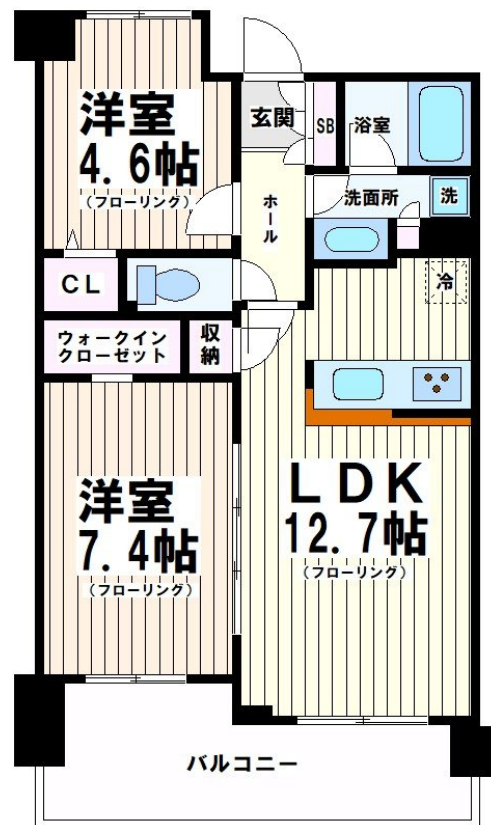 洋室
4.6帖
(フローリング)
玄関
SB
浴室
ホール
洗面所
洗
CL
冷
ウォークイン
クローゼット
収納
洋室
7.4帖
(フローリング)
LDK
12.7帖
(フローリング)
バルコニー